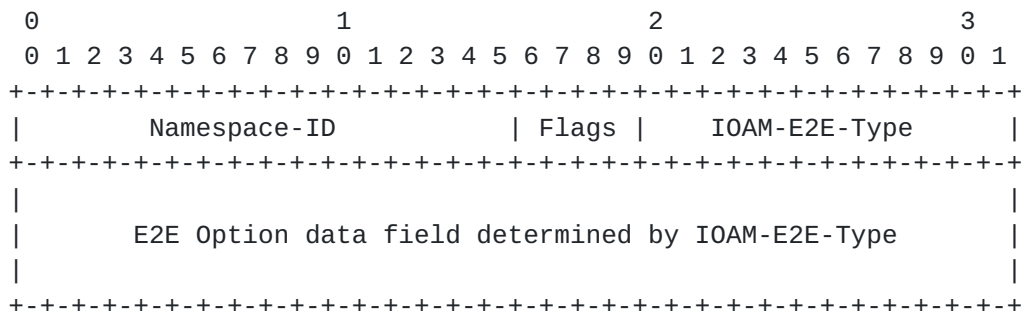 0                   1                   2                   3
 0 1 2 3 4 5 6 7 8 9 0 1 2 3 4 5 6 7 8 9 0 1 2 3 4 5 6 7 8 9 0 1
+-+-+-+-+-+-+-+-+-+-+-+-+-+-+-+-+-+-+-+-+-+-+-+-+-+-+-+-+-+-+-+-+
|        Namespace-ID           | Flags |    IOAM-E2E-Type      |
+-+-+-+-+-+-+-+-+-+-+-+-+-+-+-+-+-+-+-+-+-+-+-+-+-+-+-+-+-+-+-+-+
|                                                               |
|       E2E Option data field determined by IOAM-E2E-Type       |
|                                                               |
+-+-+-+-+-+-+-+-+-+-+-+-+-+-+-+-+-+-+-+-+-+-+-+-+-+-+-+-+-+-+-+-+